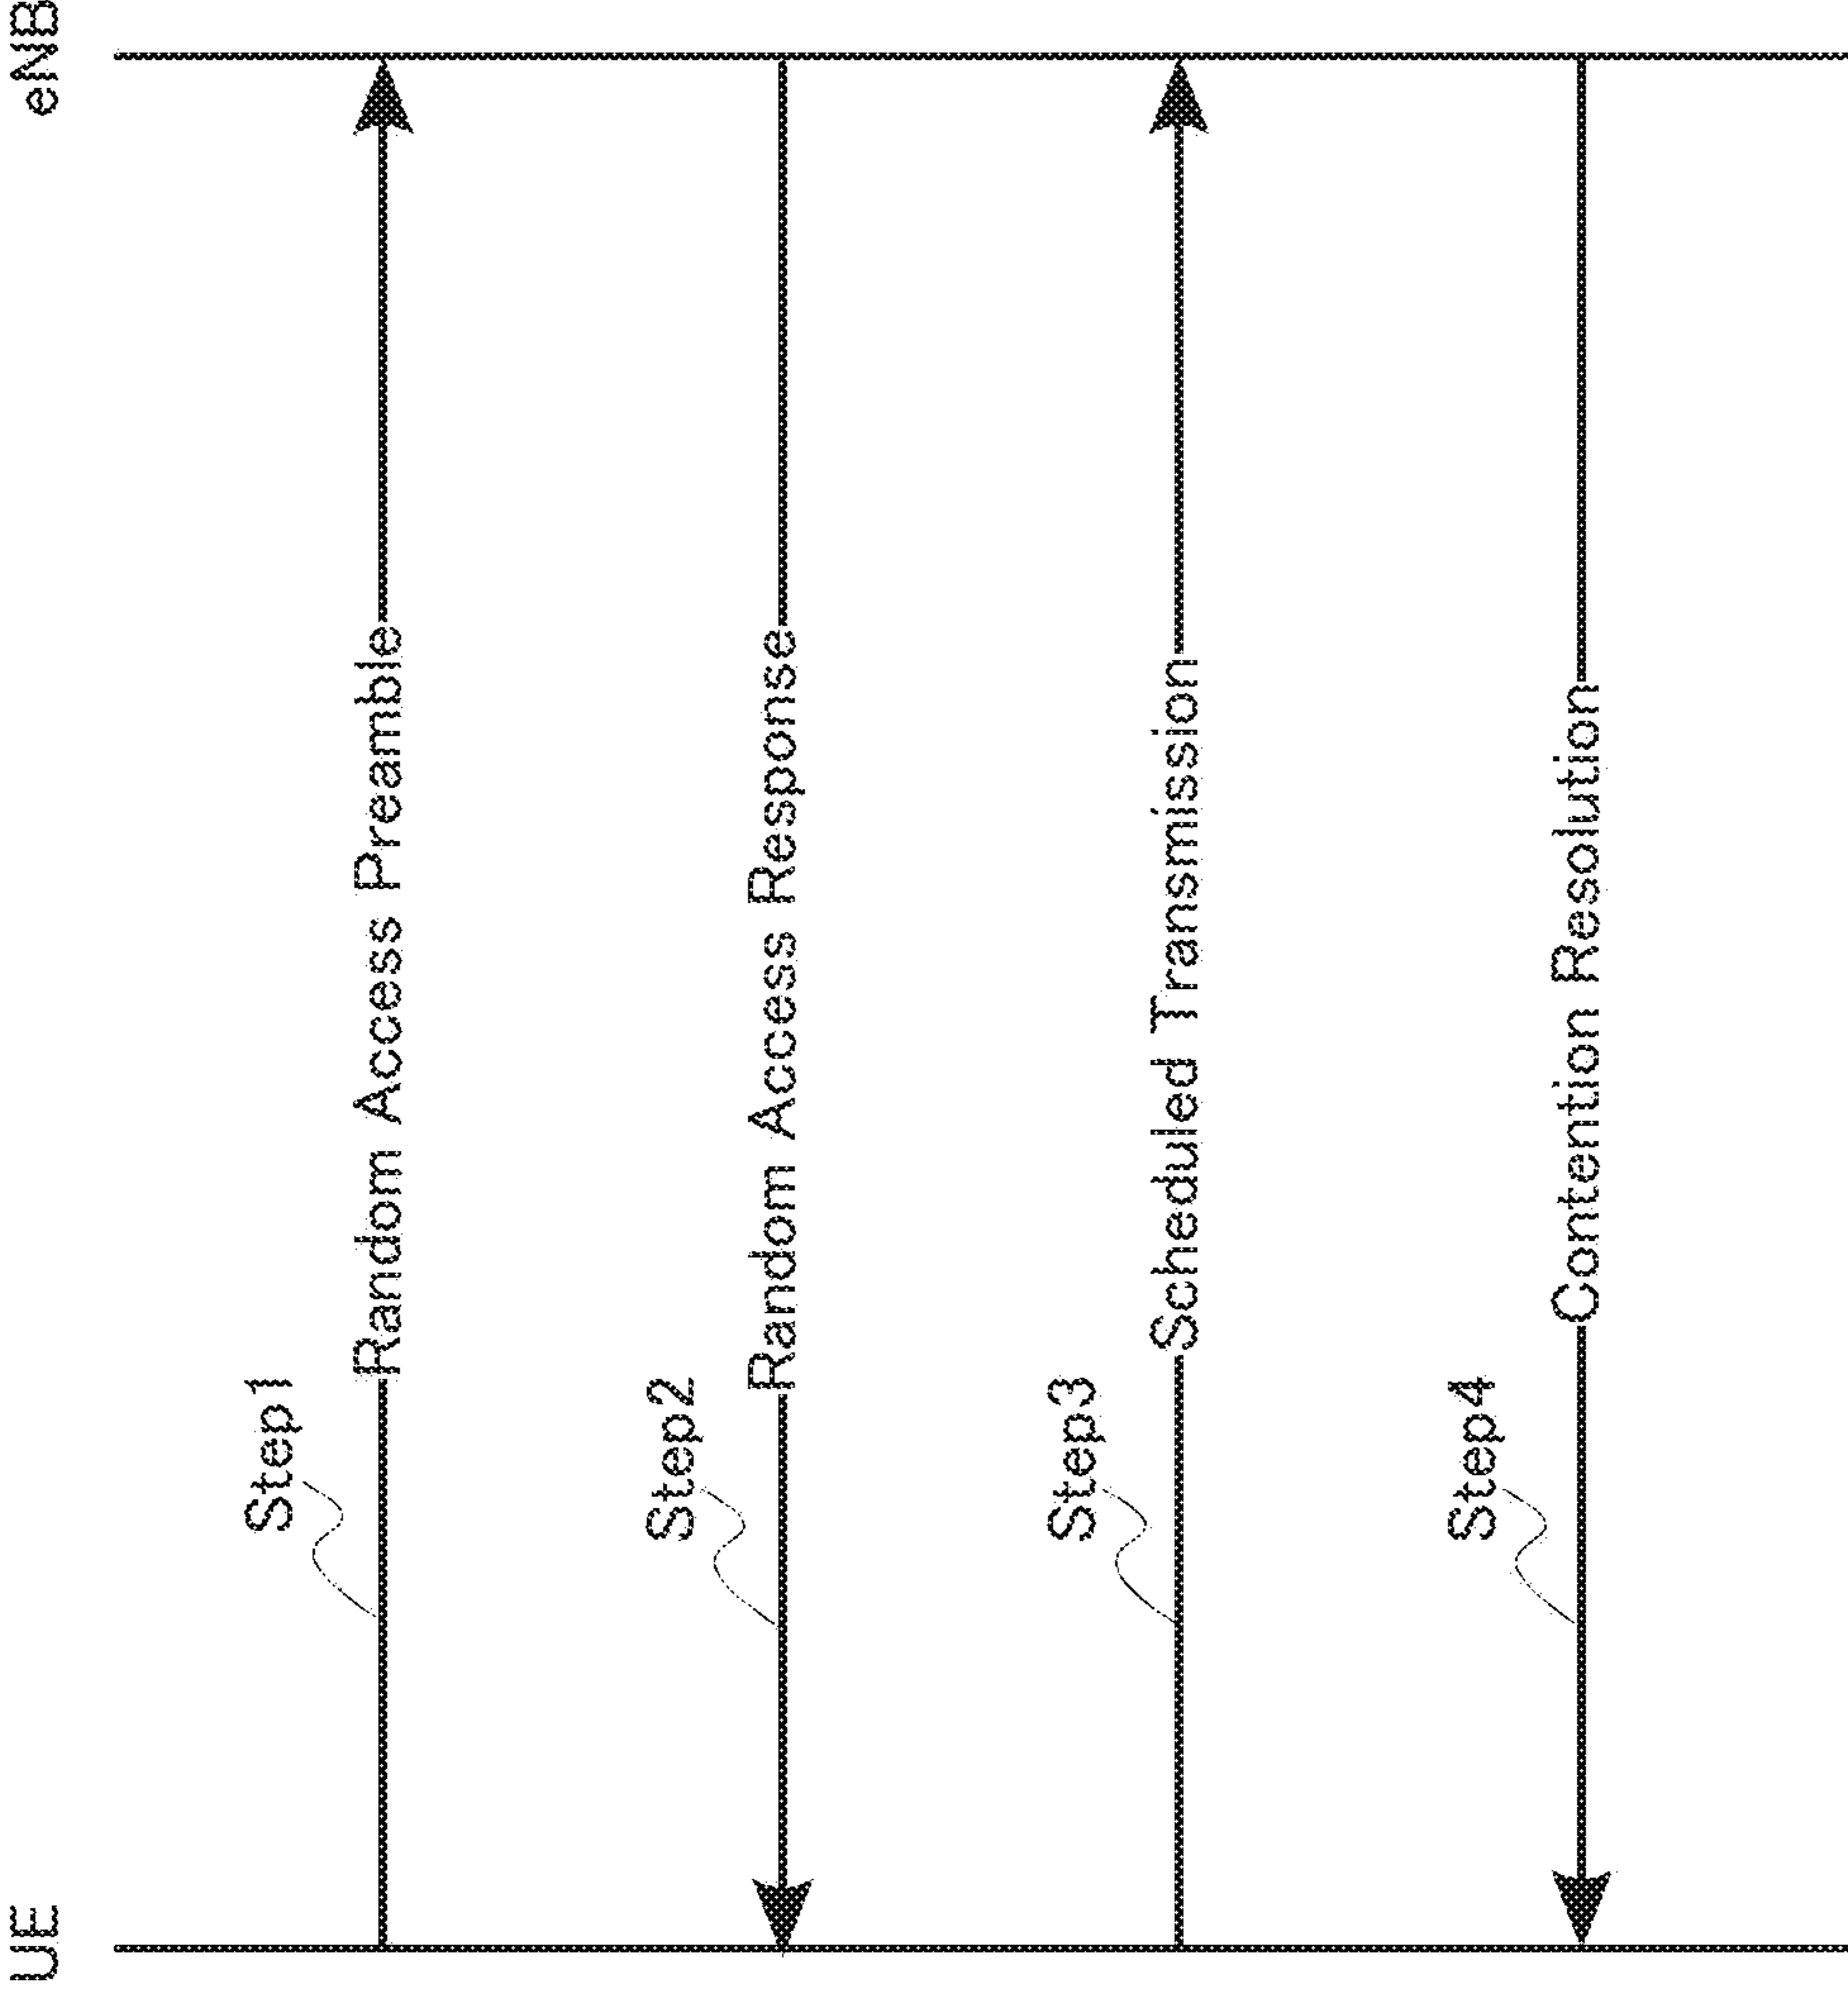 UE
eNB
Step1
Random Access Preamble
Step2
Random Access Response
Step3
Scheduled Transmission
Step4
Contention Resolution